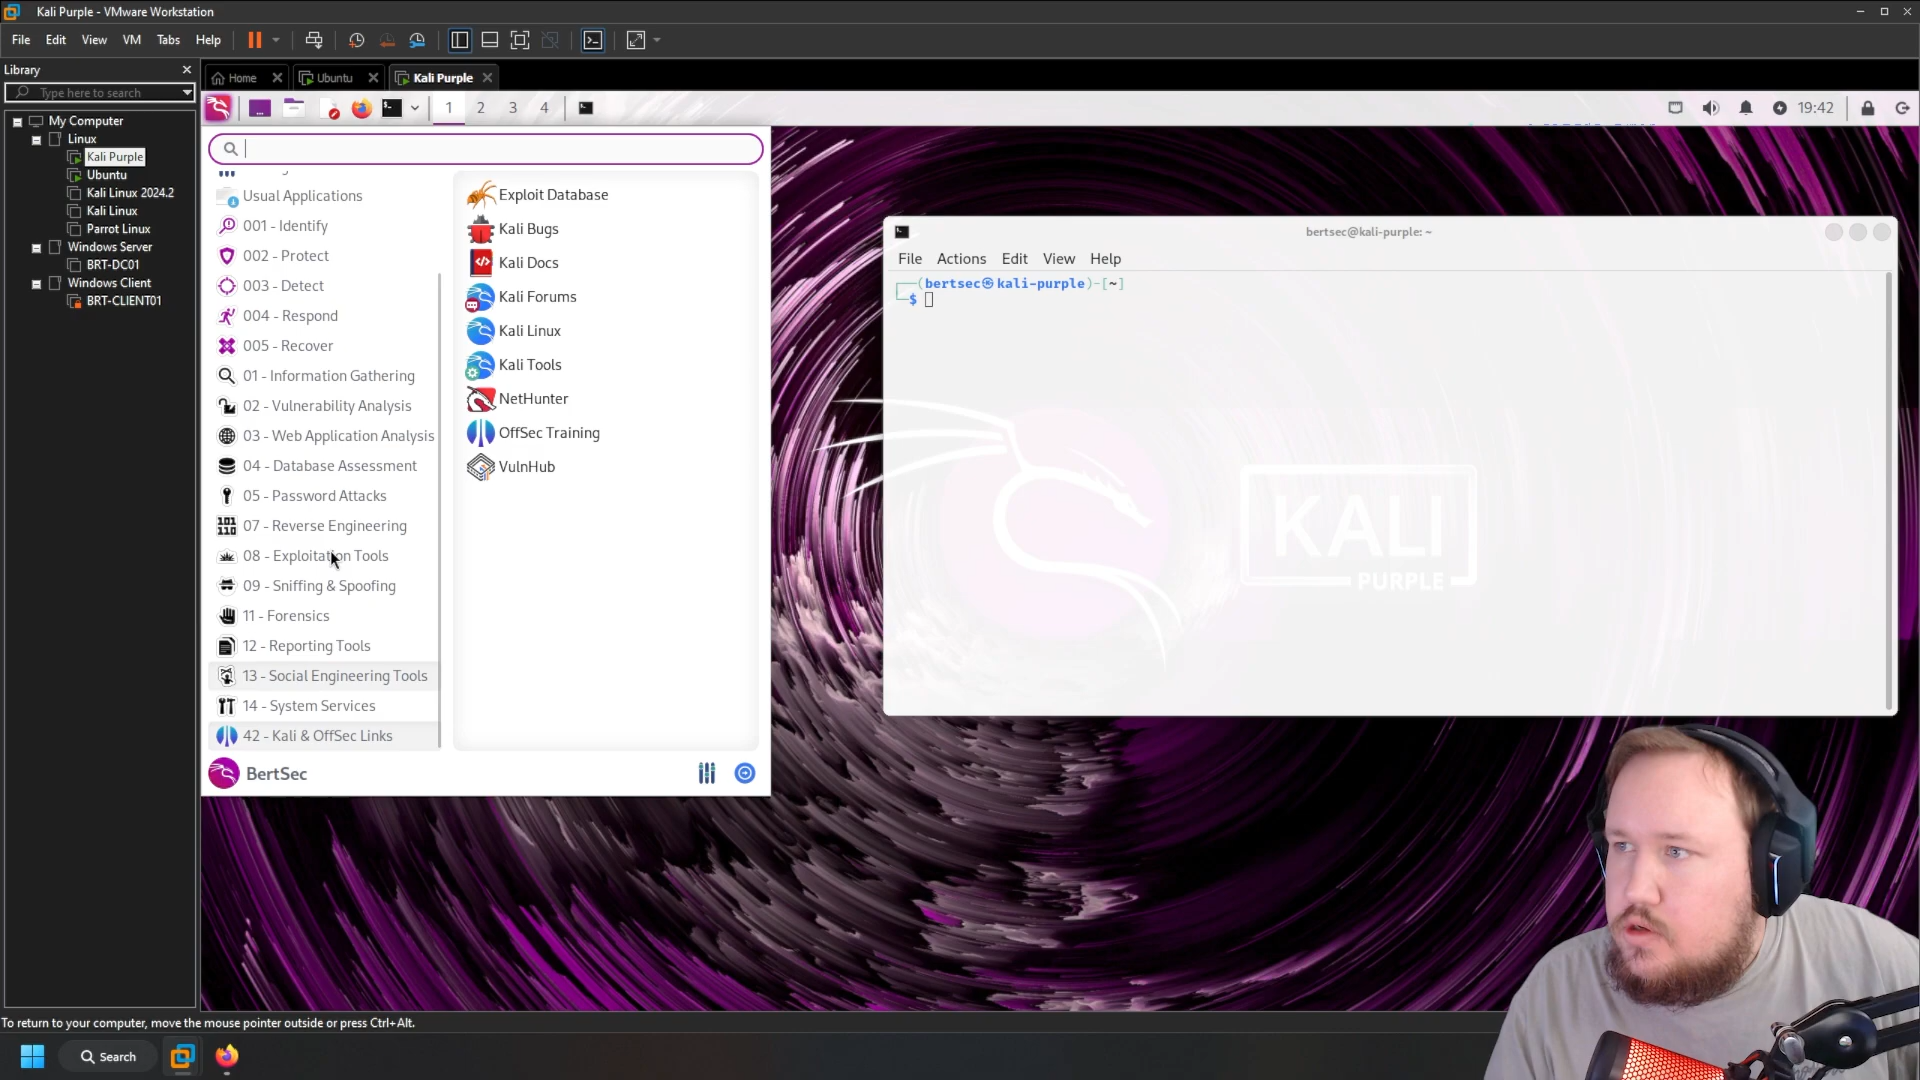 Kali Purple - VMware Workstation
File Edit View VM Tabs Help
Library
Type here to search
My Computer
Linux
Kali Purple
Ubuntu
Kali Linux 2024.2
Kali Linux
Parrot Linux
Windows Server
BRT-DC01
Windows Client
BRT-CLIENT01
Home Ubuntu Kali Purple
1 2 3 4 19:42
Usual Applications
001 - Identify
002 - Protect
003 - Detect
004 - Respond
005 - Recover
01 - Information Gathering
02 - Vulnerability Analysis
03 - Web Application Analysis
04 - Database Assessment
05 - Password Attacks
07 - Reverse Engineering
08 - Exploitation Tools
09 - Sniffing & Spoofing
11 - Forensics
12 - Reporting Tools
13 - Social Engineering Tools
14 - System Services
42 - Kali & OffSec Links
Exploit Database
Kali Bugs
Kali Docs
Kali Forums
Kali Linux
Kali Tools
NetHunter
OffSec Training
VulnHub
BertSec
bertsec@kali-purple: ~
File Actions Edit View Help
(bertsec㉿kali-purple)-[~]
$
KALI
PURPLE
To return to your computer, move the mouse pointer outside or press Ctrl+Alt.
Search